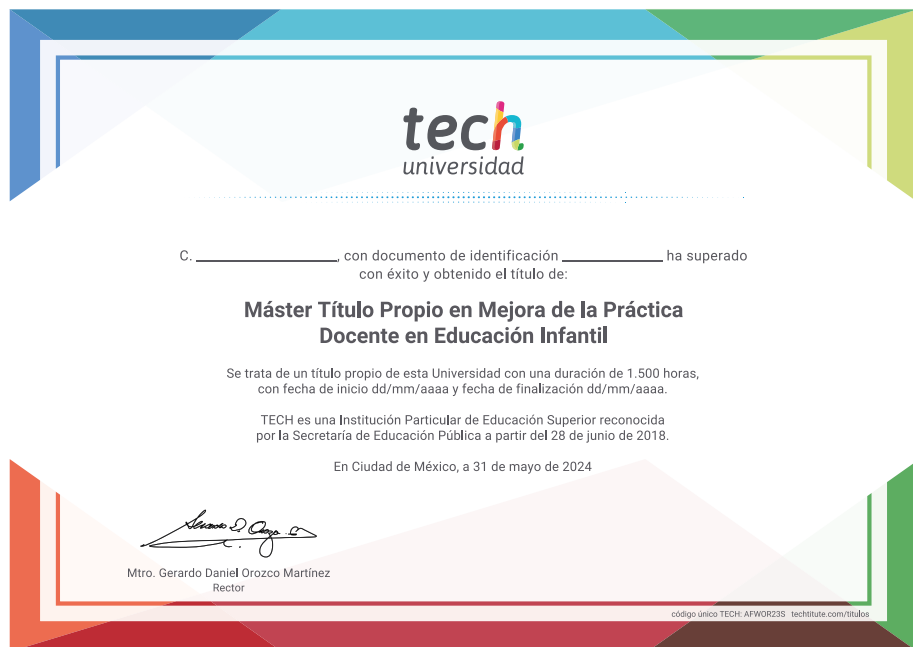 tech
universidad
C. ____________________, con documento de identificación ______________ ha superado
con éxito y obtenido el título de:
Máster Título Propio en Mejora de la Práctica
Docente en Educación Infantil
Se trata de un título propio de esta Universidad con una duración de 1.500 horas,
con fecha de inicio dd/mm/aaaa y fecha de finalización dd/mm/aaaa.
TECH es una Institución Particular de Educación Superior reconocida
por la Secretaría de Educación Pública a partir del 28 de junio de 2018.
En Ciudad de México, a 31 de mayo de 2024
Mtro. Gerardo Daniel Orozco Martínez
Rector
código único TECH: AFWOR23S techtitute.com/titulos